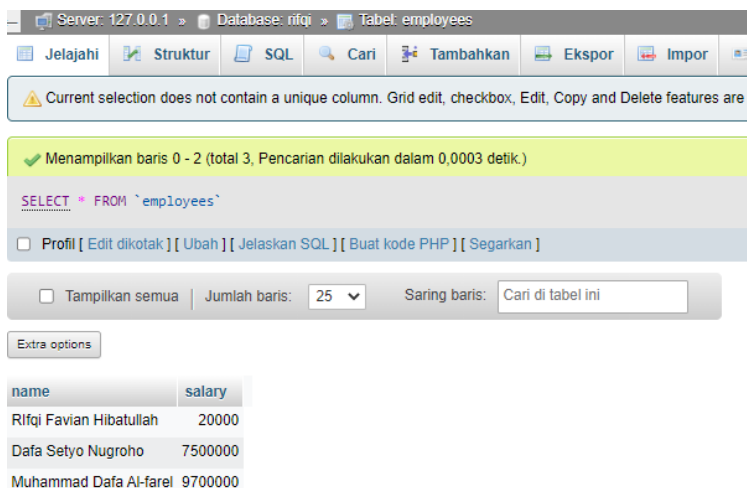 Server: 127.0.0.1 » Database: rifqi » Tabel: employees
Jelajahi Struktur SQL Cari Tambahkan Ekspor Impor
Current selection does not contain a unique column. Grid edit, checkbox, Edit, Copy and Delete features are
Menampilkan baris 0 - 2 (total 3, Pencarian dilakukan dalam 0,0003 detik.)
SELECT * FROM `employees`
Profil [ Edit dikotak ] [ Ubah ] [ Jelaskan SQL ] [ Buat kode PHP ] [ Segarkan ]
Tampilkan semua | Jumlah baris: 25 Saring baris: Cari di tabel ini
Extra options
name salary
RIfqi Favian Hibatullah 20000
Dafa Setyo Nugroho 7500000
Muhammad Dafa Al-farel 9700000